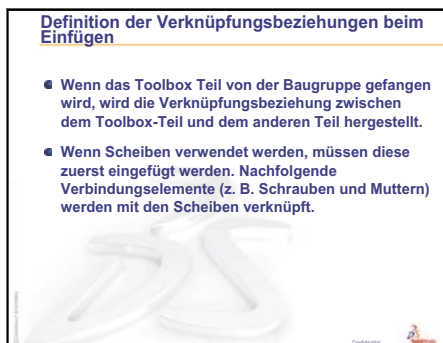 Definition der Verknüpfungsbeziehungen beim
Einfügen
Wenn das Toolbox Teil von der Baugruppe gefangen
wird, wird die Verknüpfungsbeziehung zwischen
dem Toolbox-Teil und dem anderen Teil hergestellt.
Wenn Scheiben verwendet werden, müssen diese
zuerst eingefügt werden. Nachfolgende
Verbindungselemente (z. B. Schrauben und Muttern)
werden mit den Scheiben verknüpft.
Confidential